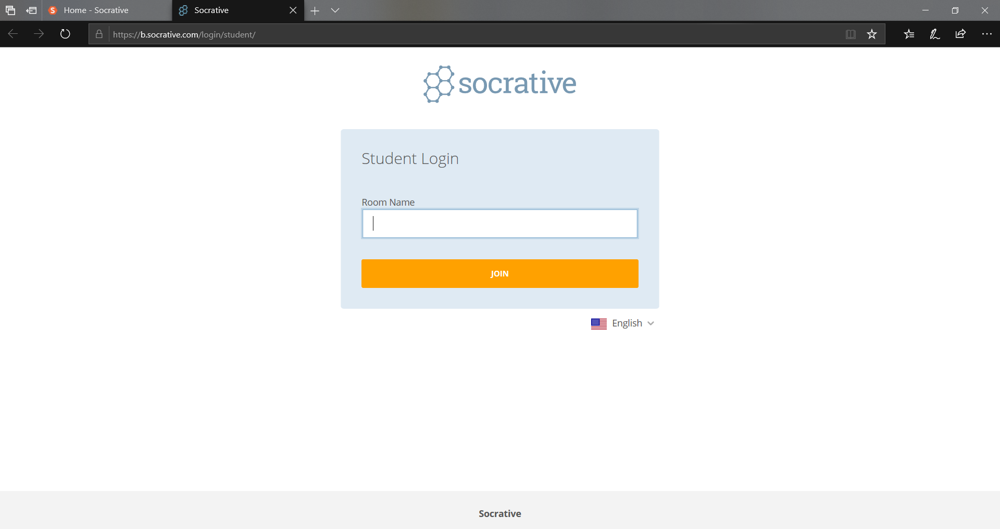 Home - Socrative
Socrative
https://b.socrative.com/login/student/
socrative
Student Login
Room Name
JOIN
English
Socrative